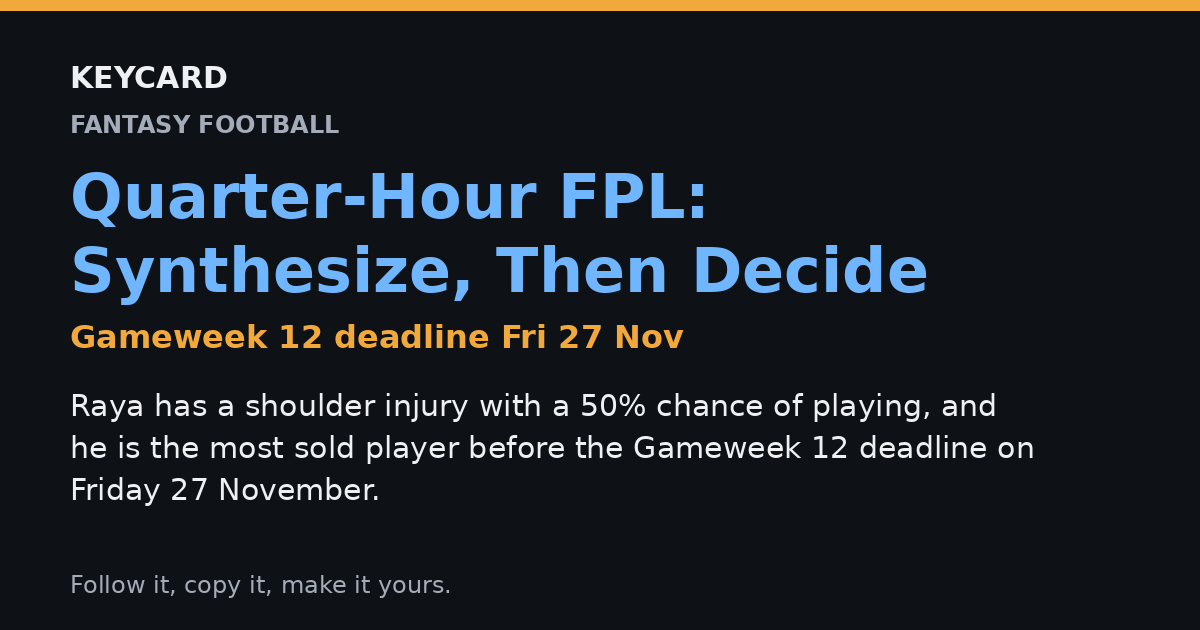 KEYCARD
FANTASY FOOTBALL
Quarter-Hour FPL:
Synthesize, Then Decide
Gameweek 12 deadline Fri 27 Nov
Raya has a shoulder injury with a 50% chance of playing, and
he is the most sold player before the Gameweek 12 deadline on
Friday 27 November.
Follow it, copy it, make it yours.